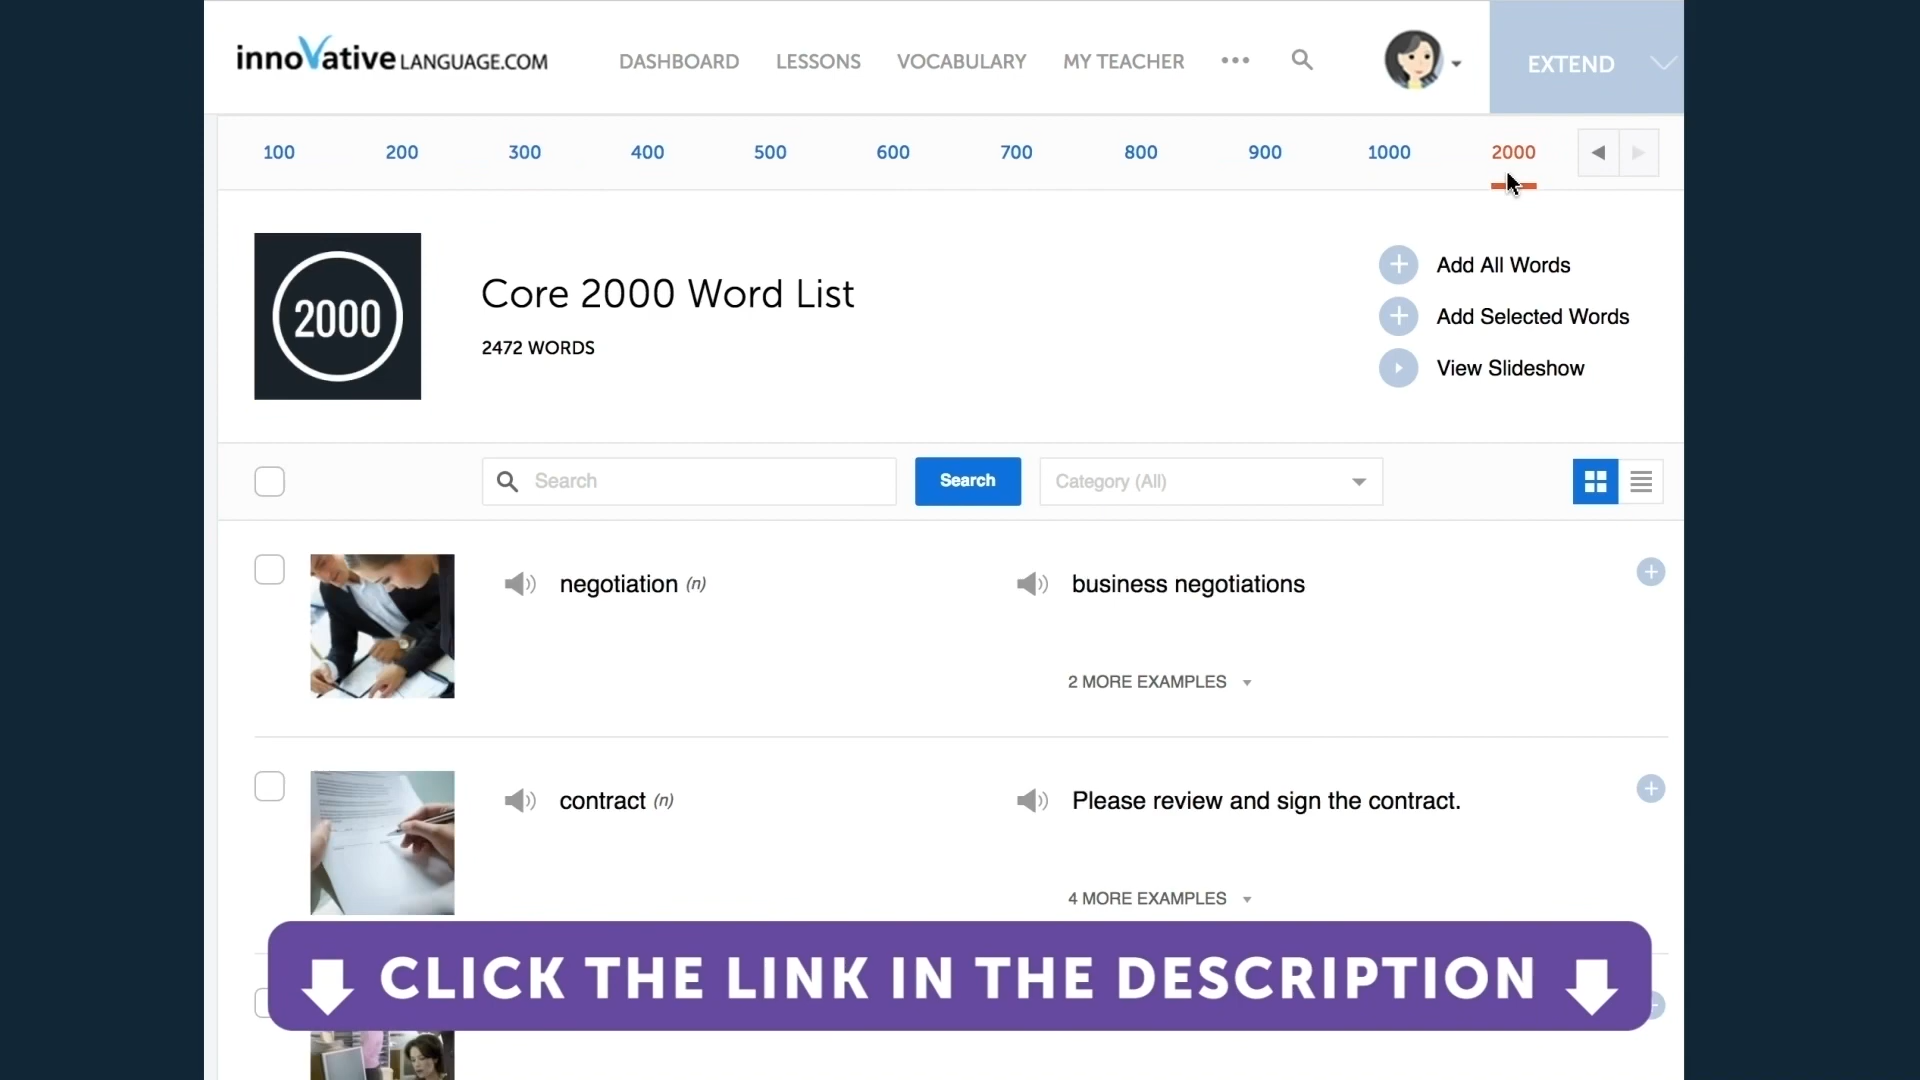 innoVative LANGUAGE.COM
DASHBOARD LESSONS VOCABULARY MY TEACHER ••• EXTEND
100 200 300 400 500 600 700 800 900 1000 2000
2000
Core 2000 Word List
2472 WORDS
Add All Words
Add Selected Words
View Slideshow
Search Search Category (All)
negotiation (n) business negotiations
2 MORE EXAMPLES
contract (n) Please review and sign the contract.
4 MORE EXAMPLES
CLICK THE LINK IN THE DESCRIPTION